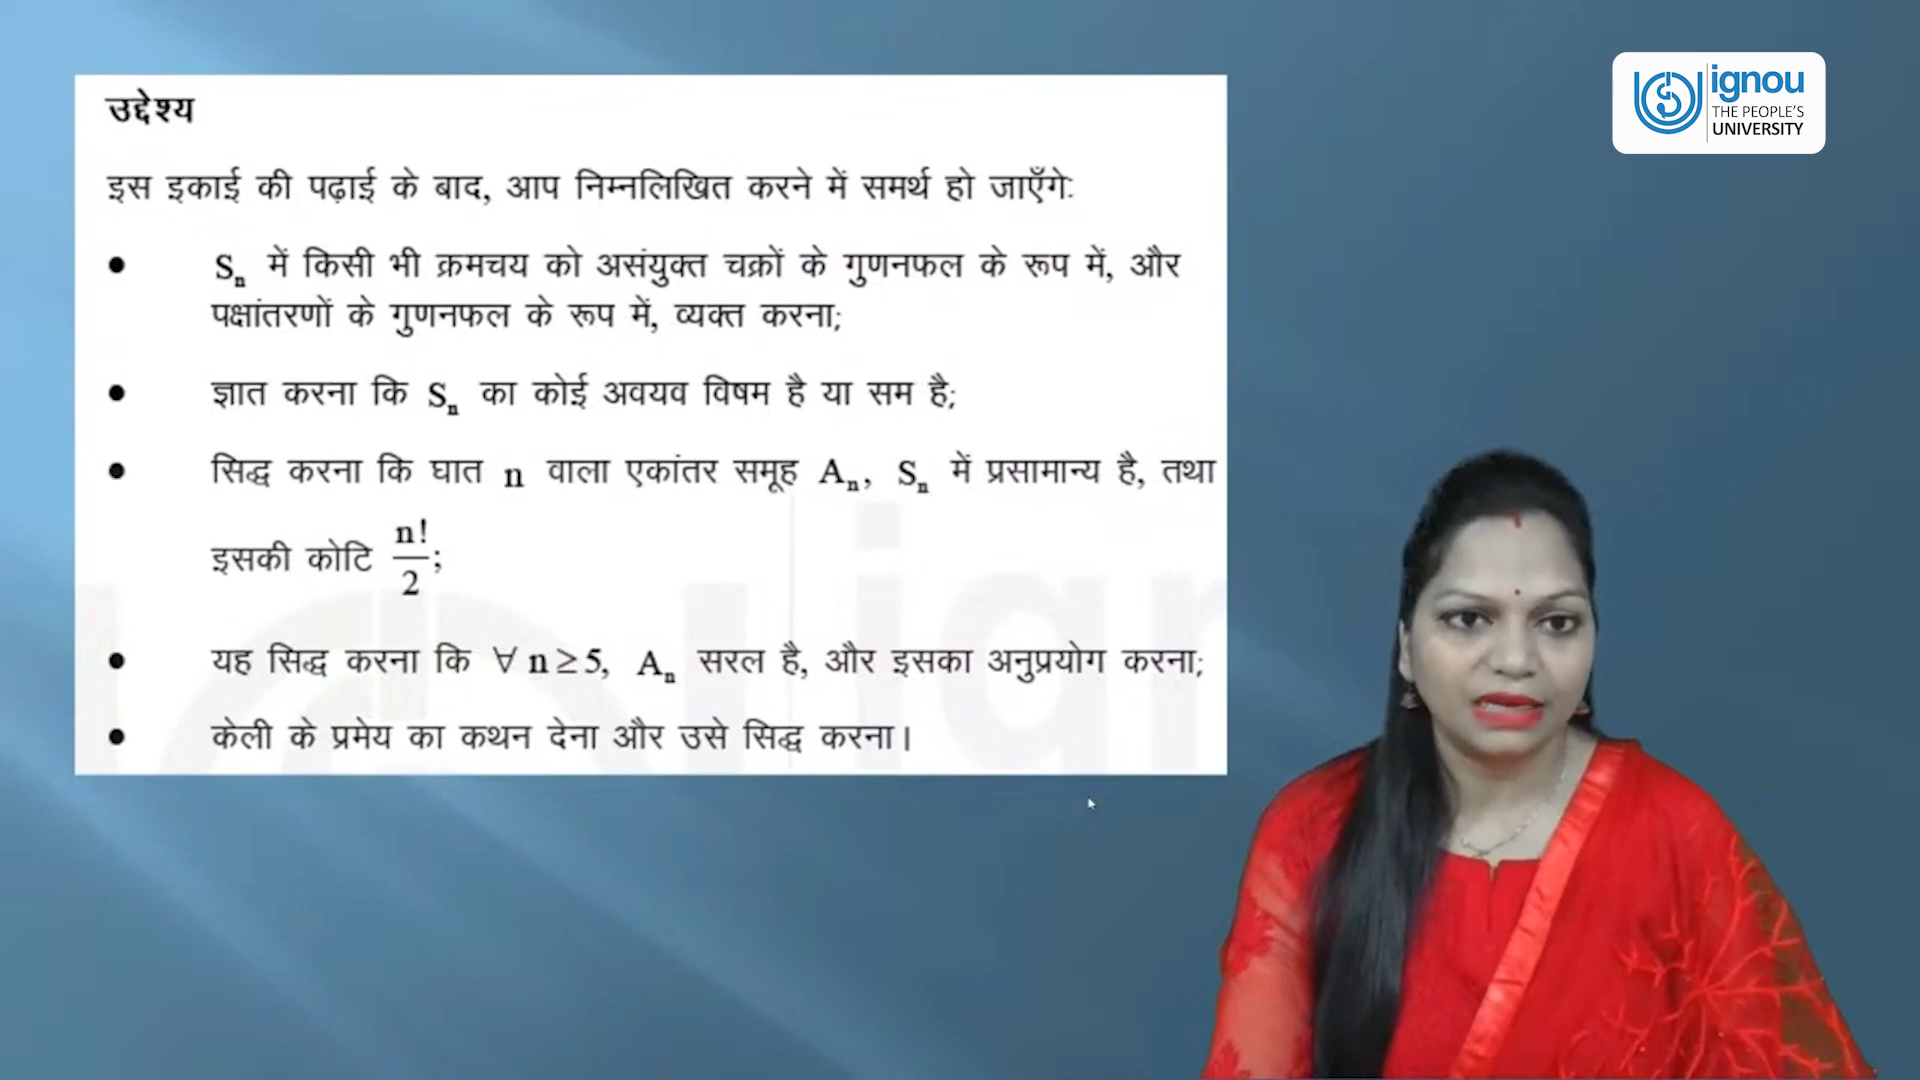 उद्देश्य
इस इकाई की पढ़ाई के बाद, आप निम्नलिखित करने में समर्थ हो जाएँगे:
● Sₙ में किसी भी क्रमचय को असंयुक्त चक्रों के गुणनफल के रूप में, और
पक्षांतरणों के गुणनफल के रूप में, व्यक्त करना;
● ज्ञात करना कि Sₙ का कोई अवयव विषम है या सम है;
● सिद्ध करना कि घात n वाला एकांतर समूह Aₙ, Sₙ में प्रसामान्य है, तथा
इसकी कोटि n!/2;
● यह सिद्ध करना कि ∀ n≥5, Aₙ सरल है, और इसका अनुप्रयोग करना;
● केली के प्रमेय का कथन देना और उसे सिद्ध करना।
ignou
THE PEOPLE'S
UNIVERSITY